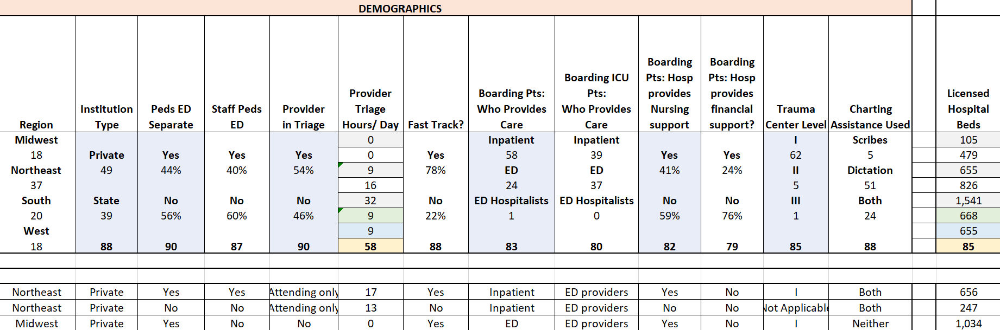 DEMOGRAPHICS
Boarding Boarding
Boarding ICU Pts: Hosp Pts: Hosp
Provider Boarding Pts: Pts: provides provides Licensed
Institution Peds ED Staff Peds Provider Triage Who Provides Who Provides Nursing financial Trauma Charting Hospital
Region Type Separate ED in Triage Hours/ Day Fast Track? Care Care support support? Center Level Assistance Used Beds
Midwest 0 Inpatient Inpatient I Scribes 105
18 Private Yes Yes Yes 0 Yes 58 39 Yes Yes 62 5 479
Northeast 49 44% 40% 54% 9 78% ED ED 41% 24% II Dictation 655
37 16 24 37 5 51 826
South State No No No 32 No ED Hospitalists ED Hospitalists No No III Both 1,541
20 39 56% 60% 46% 9 22% 1 0 59% 76% 1 24 668
West 9 655
18 88 90 87 90 58 88 83 80 82 79 85 88 85
Northeast Private Yes Yes Attending only 17 Yes Inpatient ED providers Yes No I Both 656
Northeast Private No No Attending only 13 No Inpatient ED providers No No Not Applicable Both 247
Midwest Private Yes No No 0 Yes ED ED providers Yes No I Neither 1,034